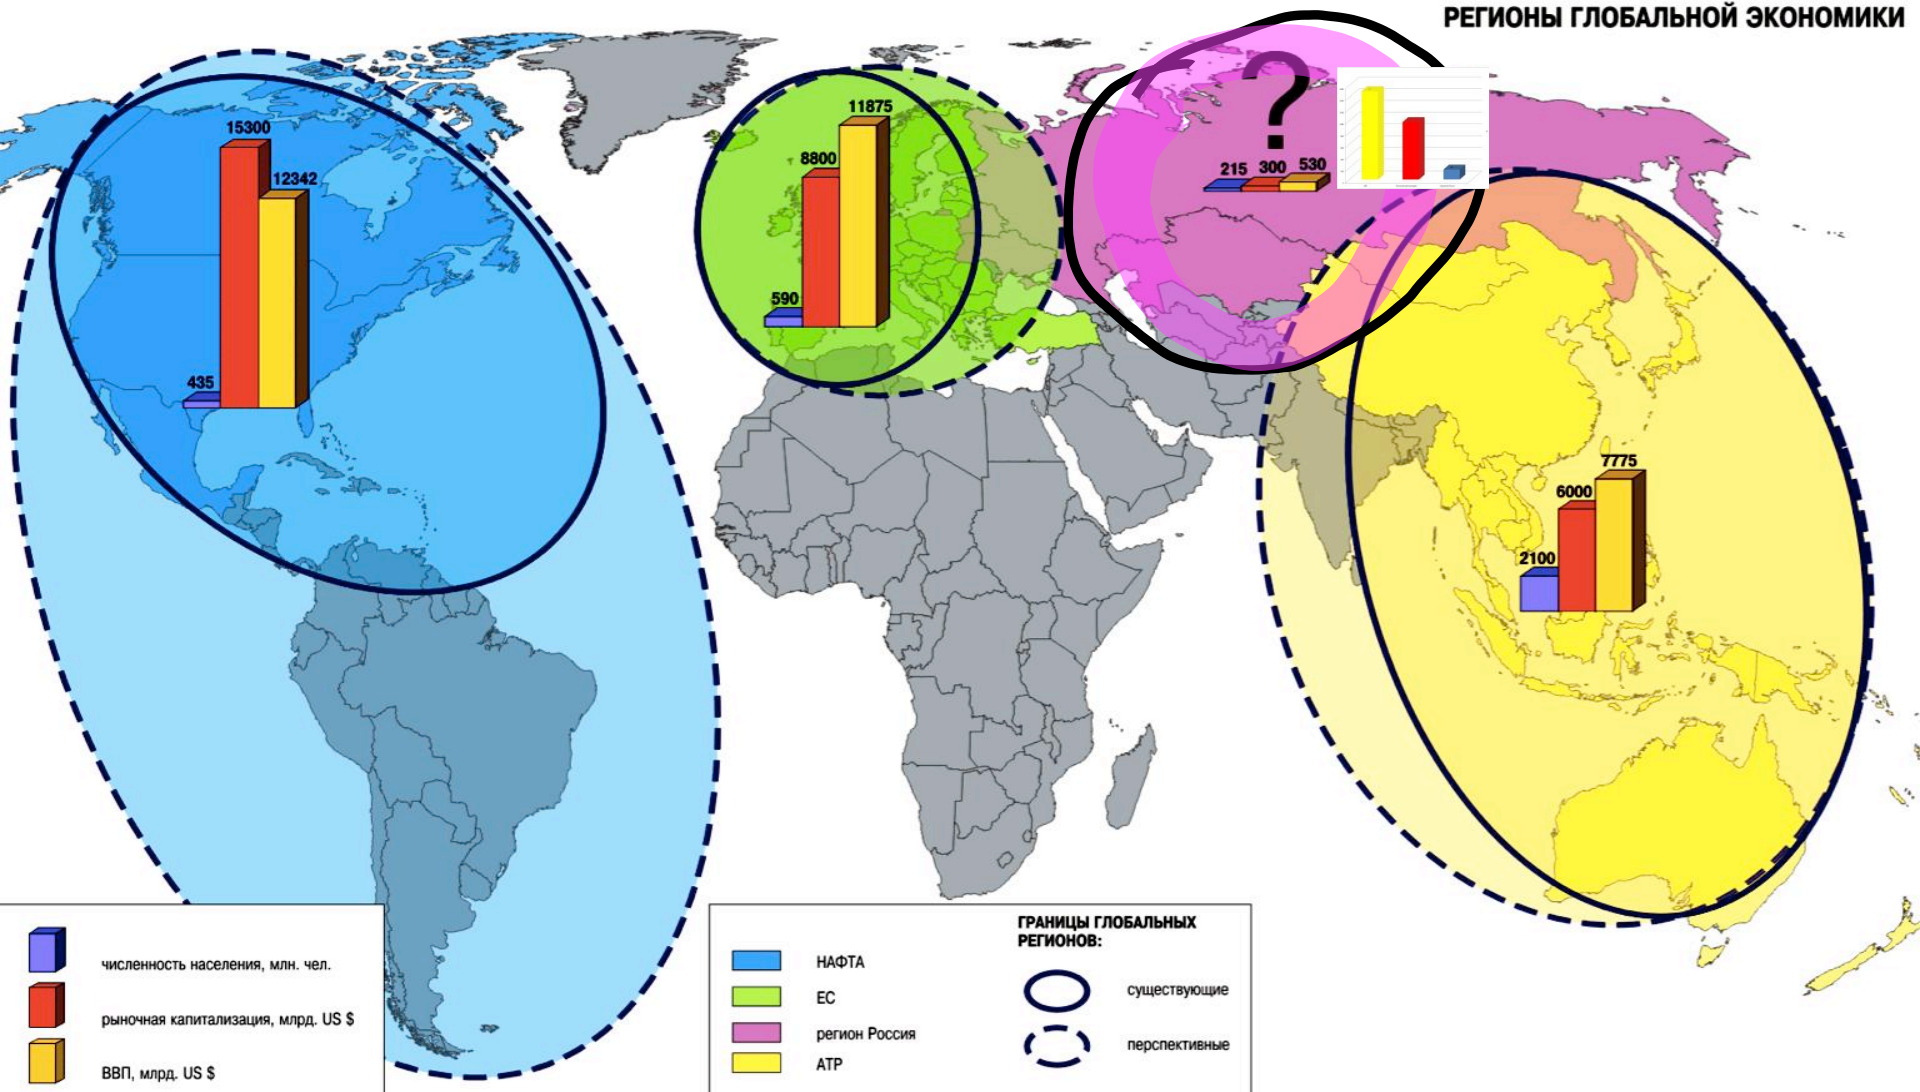 РЕГИОНЫ ГЛОБАЛЬНОЙ ЭКОНОМИКИ
?
15300
12342
435
11875
8800
590
215 300 530
7775
6000
2100
численность населения, млн. чел.
рыночная капитализация, млрд. US $
ВВП, млрд. US $
НАФТА
ЕС
регион Россия
АТР
ГРАНИЦЫ ГЛОБАЛЬНЫХ
РЕГИОНОВ:
существующие
перспективные